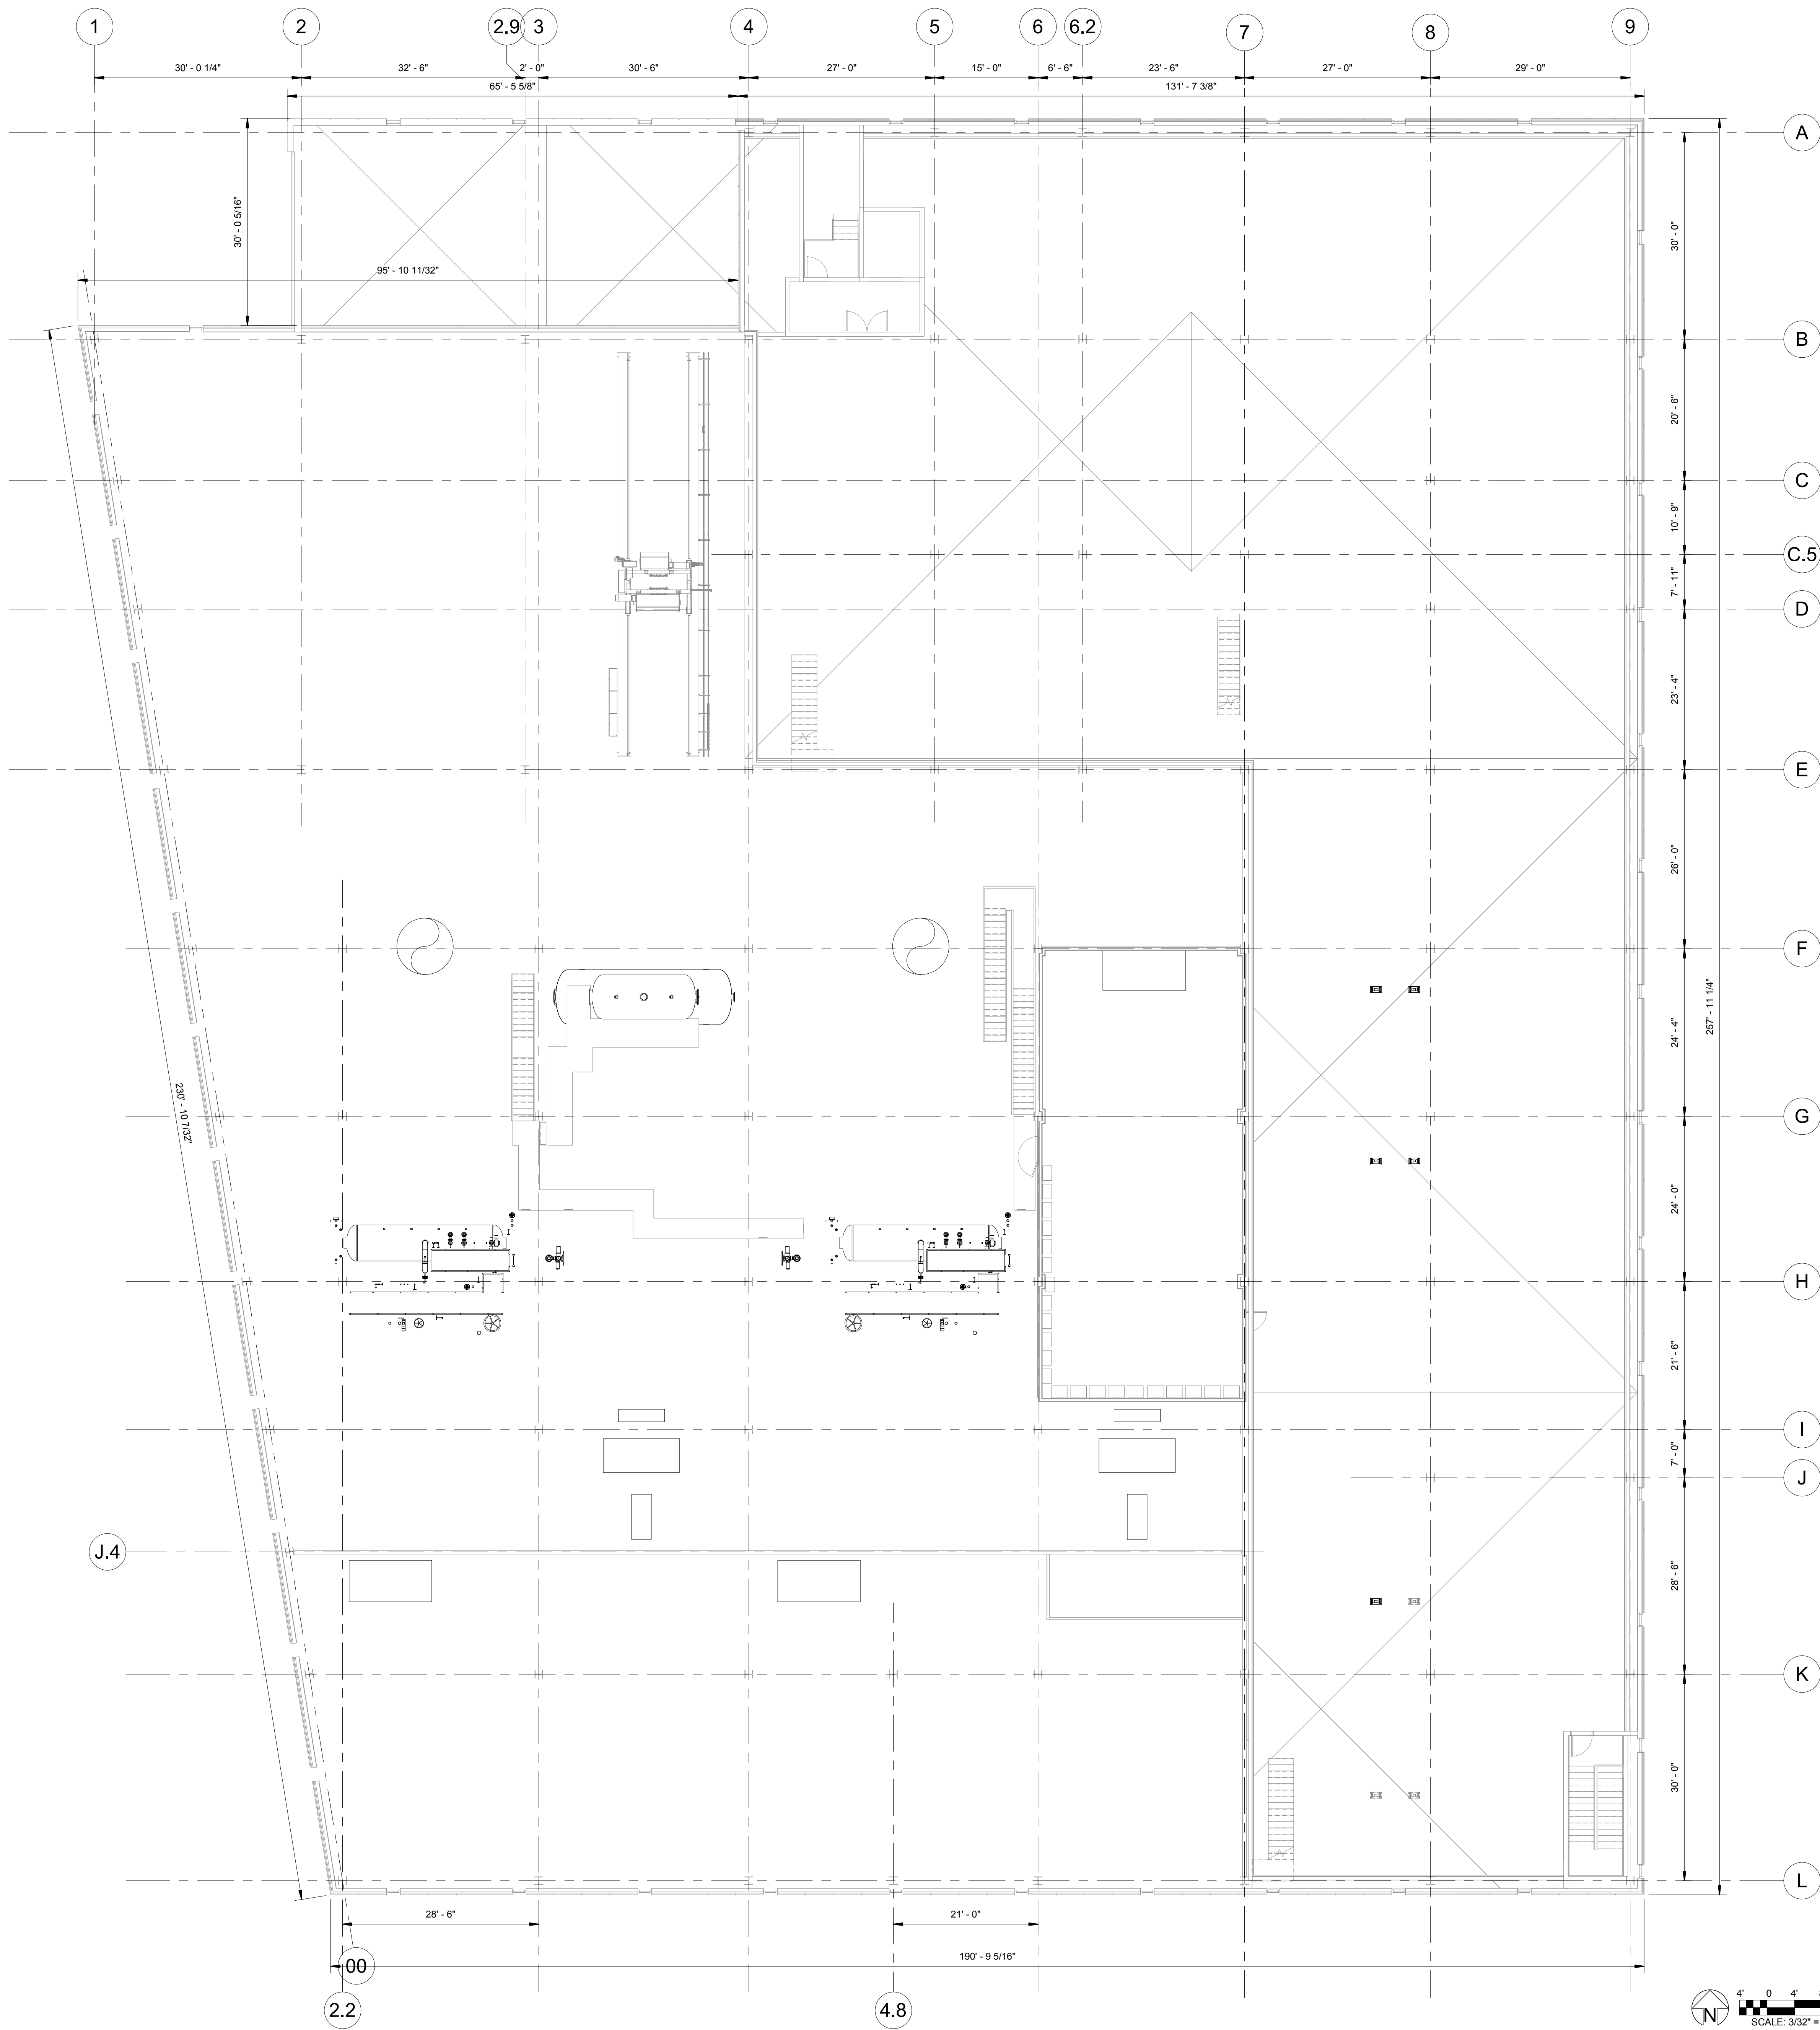 1 2 2.9 3 4 5 6 6.2 7 8 9
30' - 0 1/4" 32' - 6" 2' - 0" 30' - 6" 27' - 0" 15' - 0" 6' - 6" 23' - 6" 27' - 0" 29' - 0"
65' - 5 5/8" 131' - 7 3/8"
A
30' - 0 5/16"
30' - 0"
95' - 10 11/32"
B
20' - 6"
C
10' - 9"
C.5
7' - 11"
D
23' - 4"
E
26' - 0"
F
257' - 11 1/4"
24' - 4"
230' - 10 7/32"
G
24' - 0"
H
21' - 6"
I
7' - 0"
J
J.4
28' - 6"
K
30' - 0"
L
28' - 6" 21' - 0"
190' - 9 5/16"
00
2.2 4.8
N
4' 0 4'
SCALE: 3/32" =